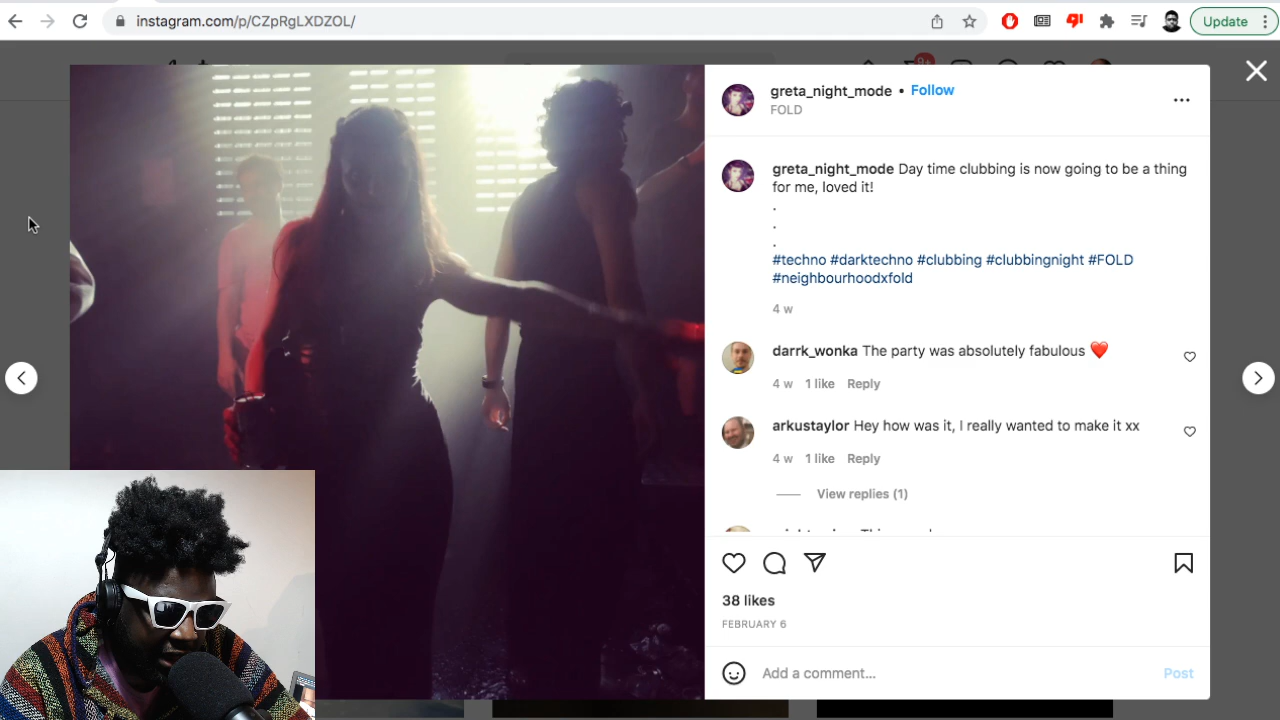 instagram.com/p/CZpRgLXDZOL/
Update
greta_night_mode • Follow
FOLD
greta_night_mode Day time clubbing is now going to be a thing
for me, loved it!
.
.
.
#techno #darktechno #clubbing #clubbingnight #FOLD
#neighbourhoodxfold
4 w
darrk_wonka The party was absolutely fabulous ❤️
4 w 1 like Reply
arkustaylor Hey how was it, I really wanted to make it xx
4 w 1 like Reply
View replies (1)
38 likes
FEBRUARY 6
Add a comment...
Post